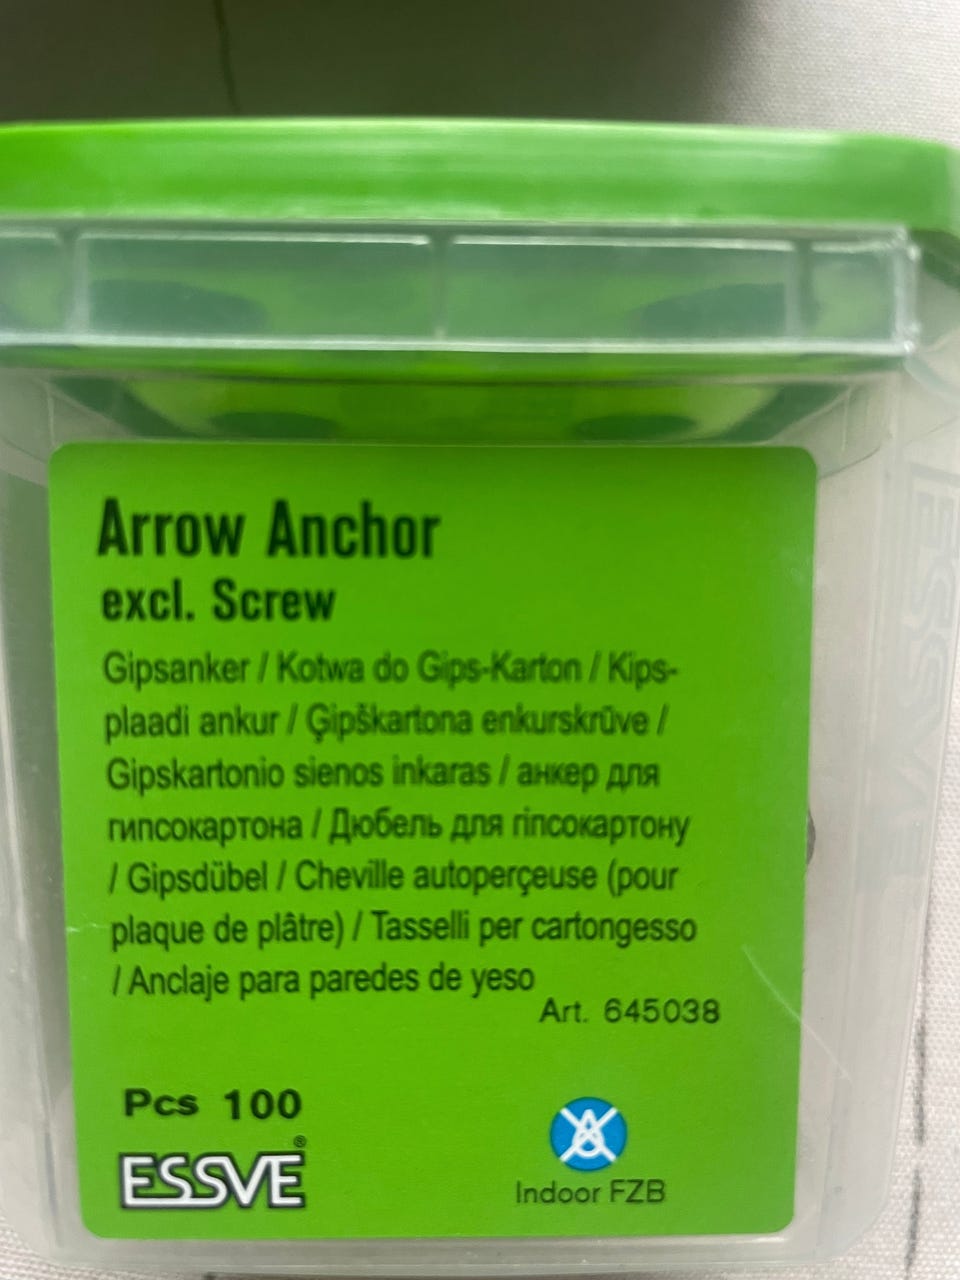 Arrow Anchor
excl. Screw
Gipsanker / Kotwa do Gips-Karton / Kips-
plaadi ankur / Ģipškartona enkurskrūve /
Gipskartonio sienos inkaras / анкер для
гипсокартона / Дюбель для гіпсокартону
/ Gipsdübel / Cheville autoperçeuse (pour
plaque de plâtre) / Tasselli per cartongesso
/ Anclaje para paredes de yeso
Art. 645038
Pcs 100
ESSVE®
Indoor FZB
ESSVE